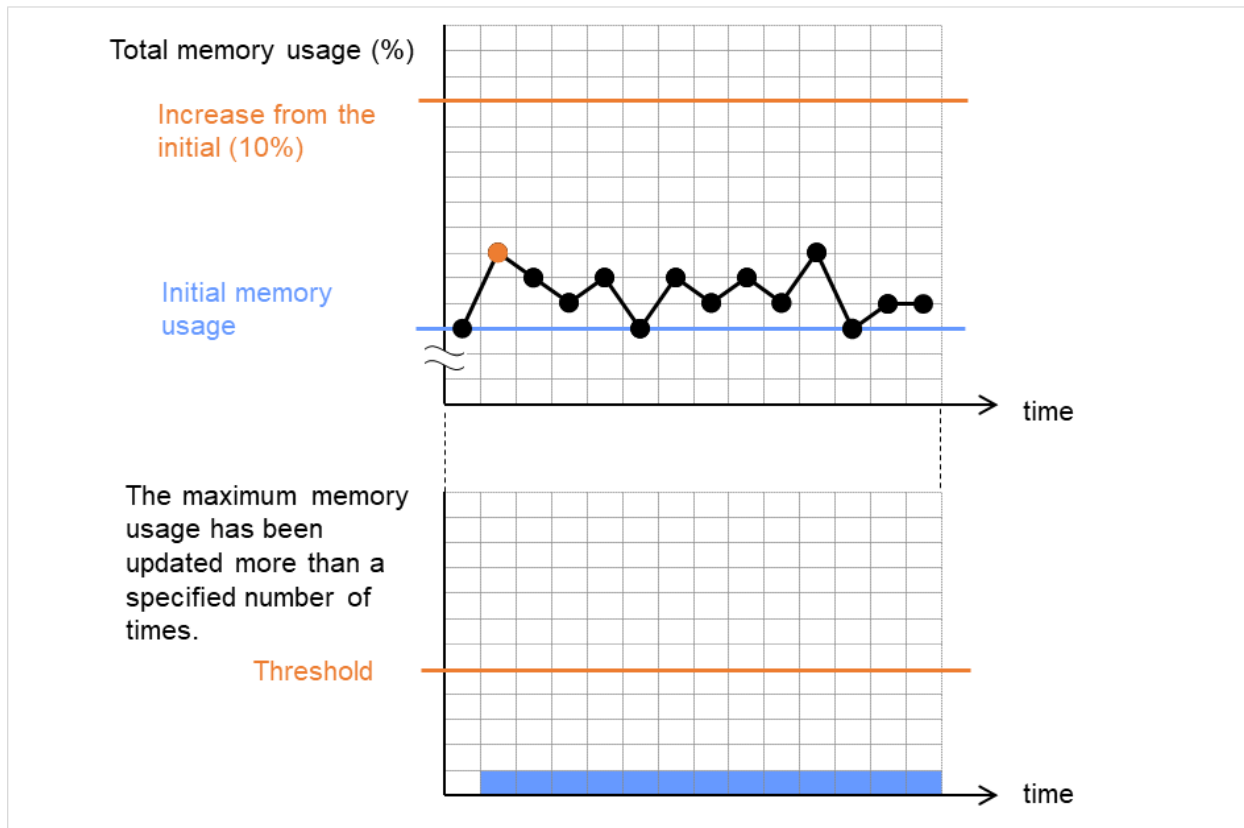 Total memory usage (%)
Increase from the
initial (10%)
Initial memory
usage
time
The maximum memory
usage has been
updated more than a
specified number of
times.
Threshold
time